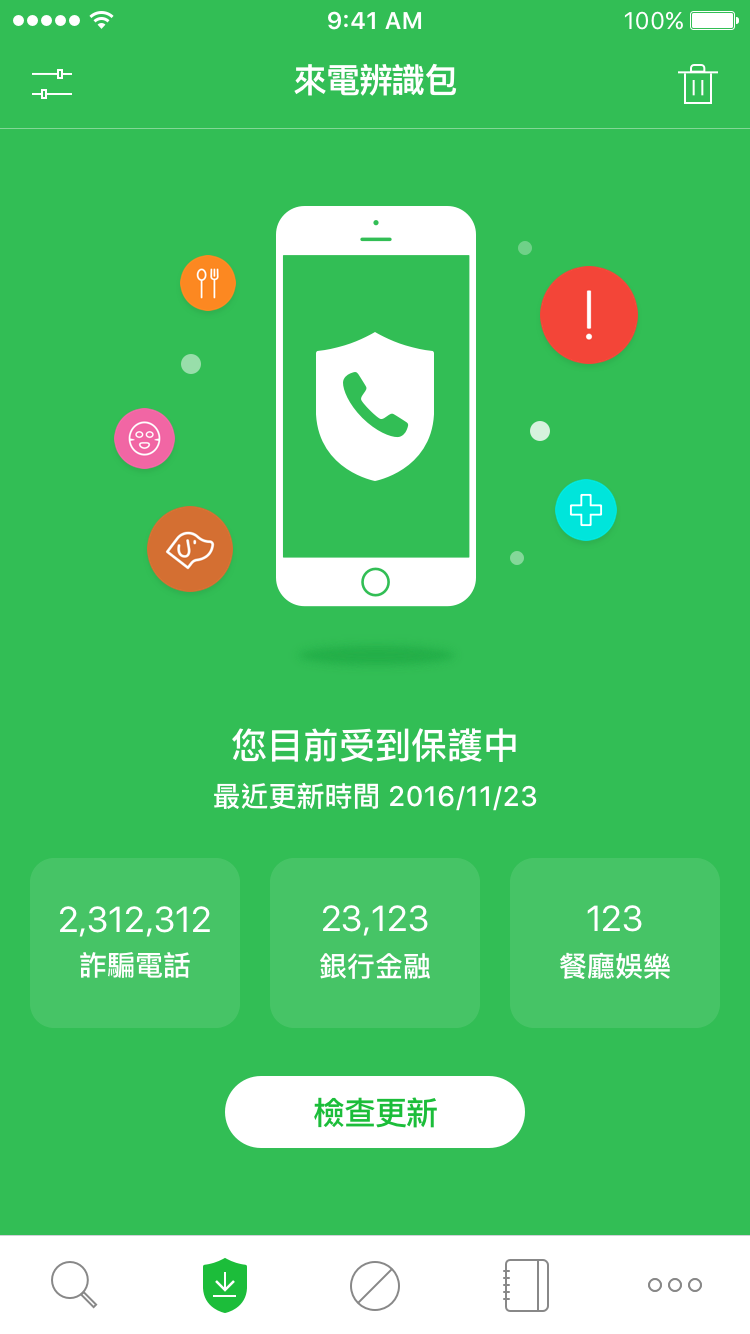 9:41 AM
100%
來電辨識包
您目前受到保護中
最近更新時間 2016/11/23
2,312,312
詐騙電話
23,123
銀行金融
123
餐廳娛樂
檢查更新